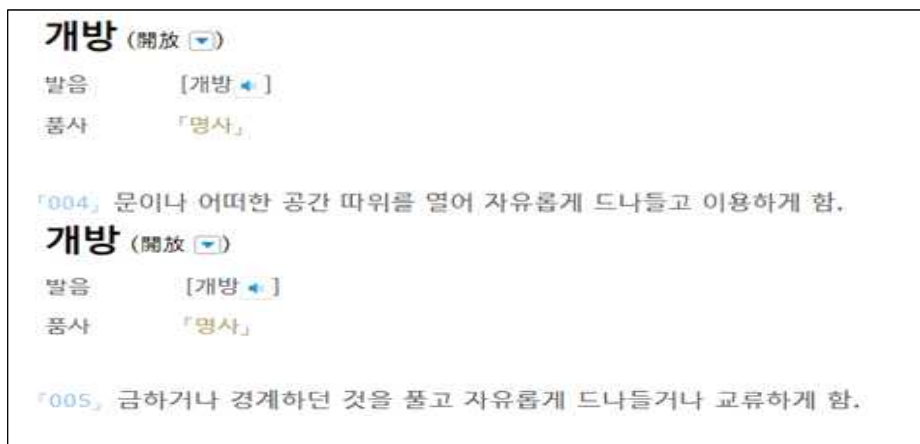 개방 (開放)
발음 [개방]
품사 「명사」
「004」 문이나 어떠한 공간 따위를 열어 자유롭게 드나들고 이용하게 함.
개방 (開放)
발음 [개방]
품사 「명사」
「005」 금하거나 경계하던 것을 풀고 자유롭게 드나들거나 교류하게 함.